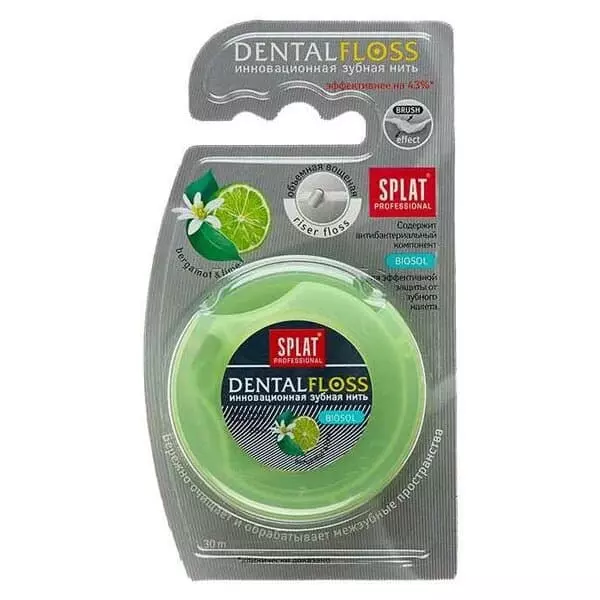 DENTALFLOSS
инновационная зубная нить
эффективнее на 43%*
BRUSH
effect
объемная вощеная
riser floss
SPLAT
PROFESSIONAL
Содержит
антибактериальный
компонент
BIOSOL
для эффективной
защиты от
зубного
налета.
bergamot & lime
SPLAT
PROFESSIONAL
DENTALFLOSS
инновационная зубная нить
BIOSOL
Бережно очищает и обрабатывает межзубные пространства
30 m
*клинически доказано